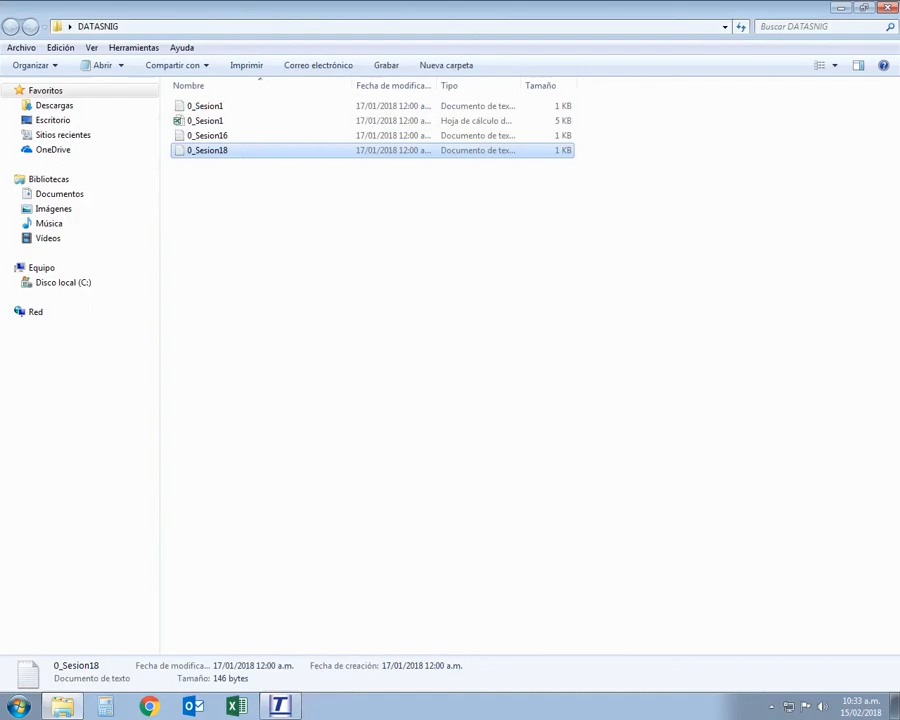 DATASNIG
Buscar DATASNIG
Archivo Edición Ver Herramientas Ayuda
Organizar Abrir Compartir con Imprimir Correo electrónico Grabar Nueva carpeta
Nombre Fecha de modifica... Tipo Tamaño
Favoritos
Descargas
Escritorio
Sitios recientes
OneDrive
Bibliotecas
Documentos
Imágenes
Música
Vídeos
Equipo
Disco local (C:)
Red
0_Sesion1 17/01/2018 12:00 a... Documento de tex... 1 KB
0_Sesion1 17/01/2018 12:00 a... Hoja de cálculo d... 5 KB
0_Sesion16 17/01/2018 12:00 a... Documento de tex... 1 KB
0_Sesion18 17/01/2018 12:00 a... Documento de tex... 1 KB
0_Sesion18 Fecha de modifica... 17/01/2018 12:00 a.m. Fecha de creación: 17/01/2018 12:00 a.m.
Documento de texto Tamaño: 146 bytes
10:33 a.m.
15/02/2018